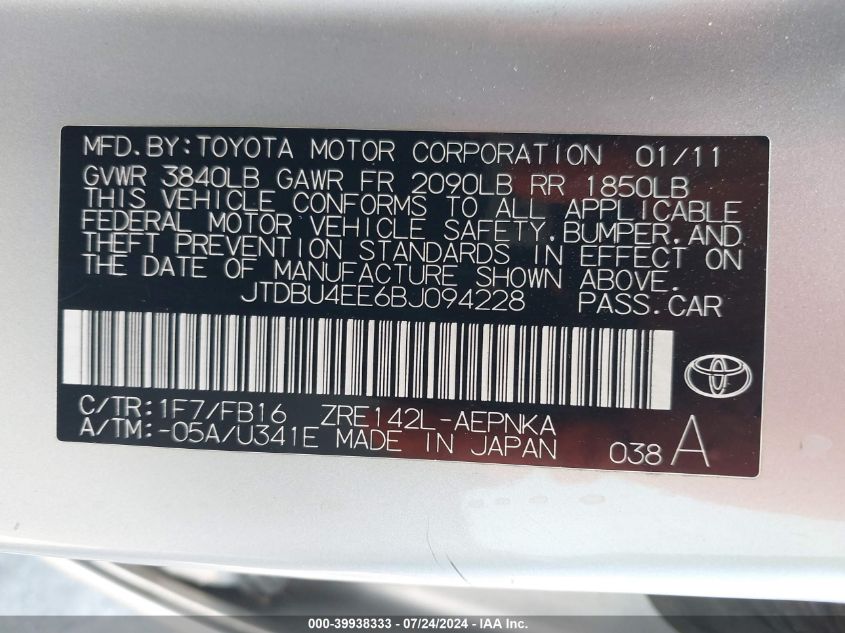 MFD.BY:TOYOTA MOTOR CORPORATION 01/11
GVWR 3840LB GAWR FR 2090LB RR 1850LB
THIS VEHICLE CONFORMS TO ALL APPLICABLE
FEDERAL MOTOR VEHICLE SAFETY,BUMPER,AND
THEFT PREVENTION STANDARDS IN EFFECT ON
THE DATE OF MANUFACTURE SHOWN ABOVE.
JTDBU4EE6BJ094228 PASS.CAR
C/TR:1F7/FB16 ZRE142L-AEPNKA
A/TM:-05A/U341E MADE IN JAPAN 038 A
000-39938333 / 07/24/2024 - IAA Inc.